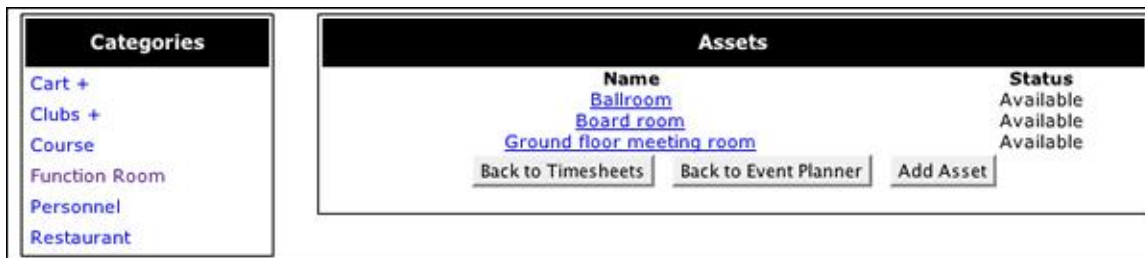 Categories
Cart +
Clubs +
Course
Function Room
Personnel
Restaurant
Assets
Name Status
Ballroom Available
Board room Available
Ground floor meeting room Available
Back to Timesheets Back to Event Planner Add Asset